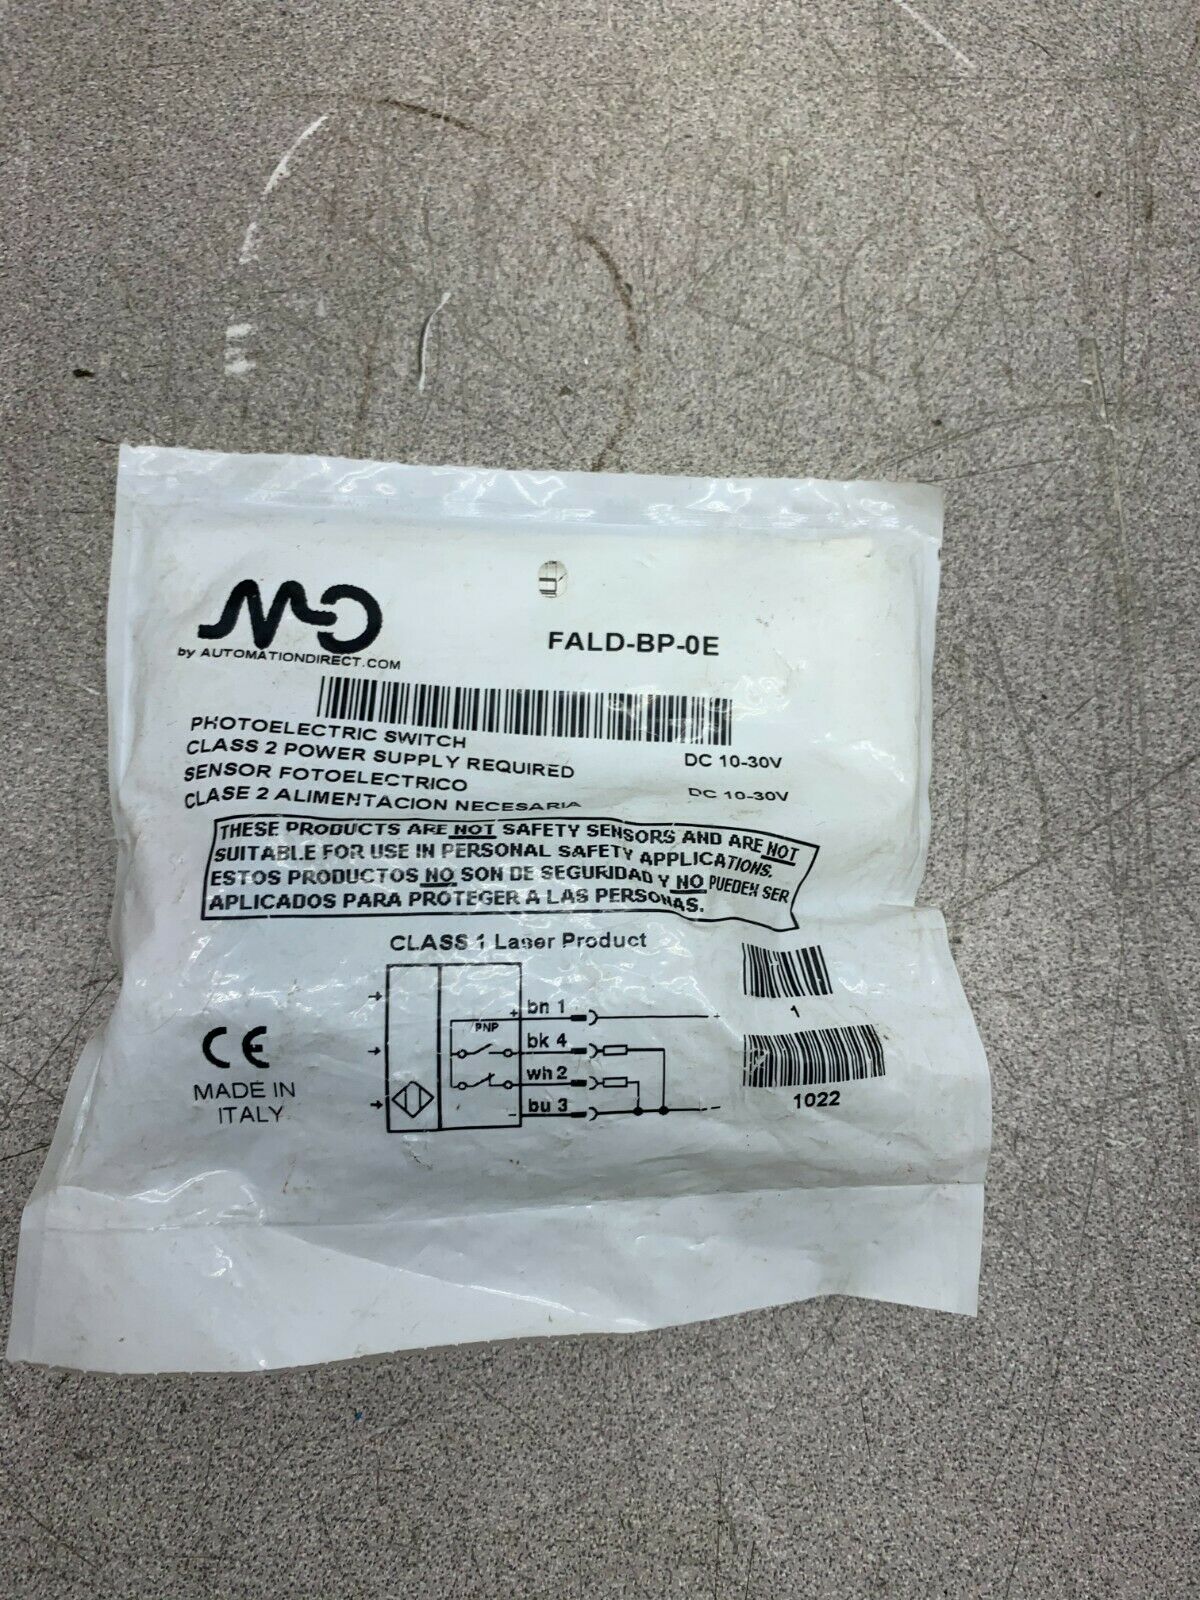 by AUTOMATIONDIRECT.COM
FALD-BP-0E
PHOTOELECTRIC SWITCH
CLASS 2 POWER SUPPLY REQUIRED DC 10-30V
SENSOR FOTOELECTRICO
CLASE 2 ALIMENTACION NECESARIA DC 10-30V
THESE PRODUCTS ARE NOT SAFETY SENSORS AND ARE NOT
SUITABLE FOR USE IN PERSONAL SAFETY APPLICATIONS.
ESTOS PRODUCTOS NO SON DE SEGURIDAD Y NO PUEDEN SER
APLICADOS PARA PROTEGER A LAS PERSONAS.
CLASS 1 Laser Product
+ bn 1 +
PNP
bk 4
wh 2
- bu 3 -
CE
MADE IN
ITALY
1
1022